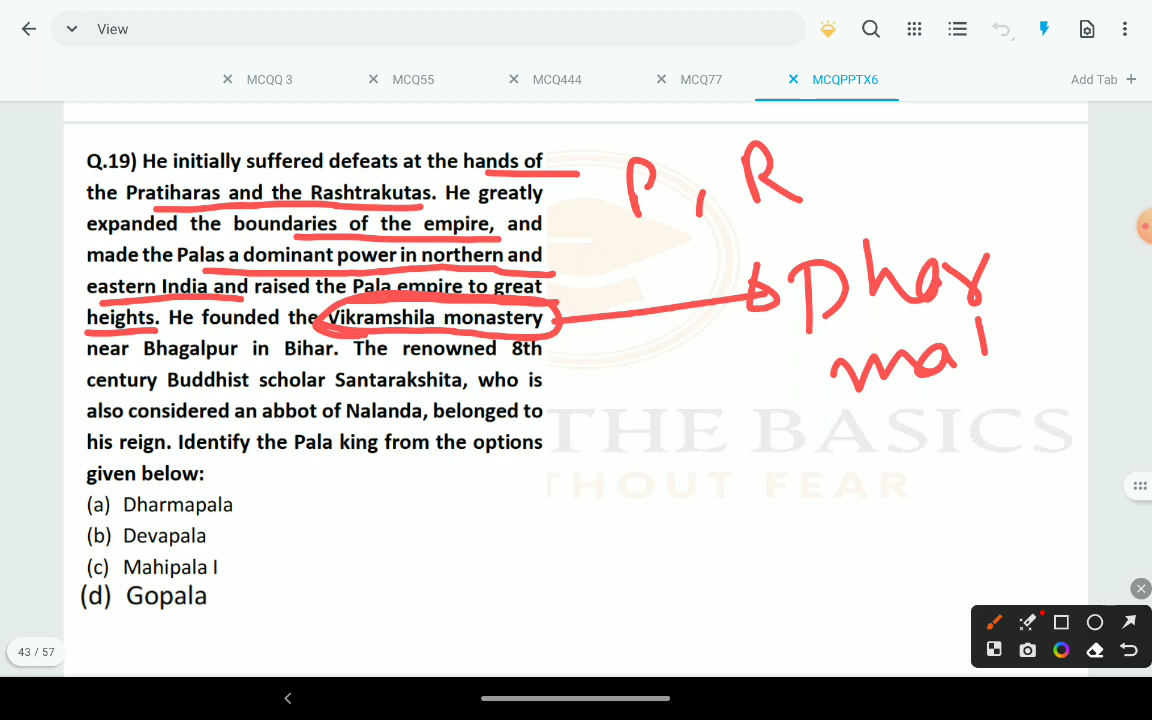 View
MCQQ 3
MCQ55
MCQ444
MCQ77
MCQPPTX6
Add Tab +
Q.19) He initially suffered defeats at the hands of
the Pratiharas and the Rashtrakutas. He greatly
expanded the boundaries of the empire, and
made the Palas a dominant power in northern and
eastern India and raised the Pala empire to great
heights. He founded the Vikramshila monastery
near Bhagalpur in Bihar. The renowned 8th
century Buddhist scholar Santarakshita, who is
also considered an abbot of Nalanda, belonged to
his reign. Identify the Pala king from the options
given below:
(a) Dharmapala
(b) Devapala
(c) Mahipala I
(d) Gopala
P, R
Dhar
ma
THE BASICS
THOUT FEAR
43 / 57